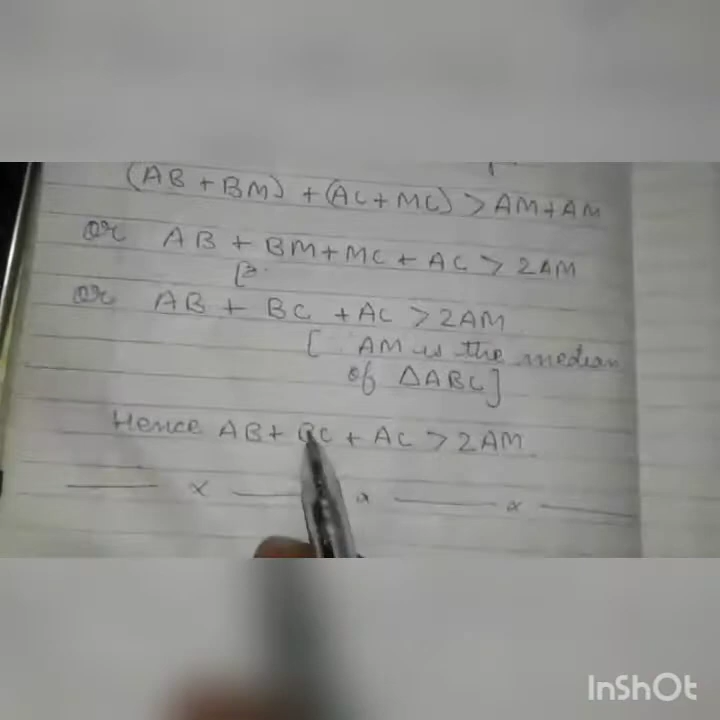 (AB + BM) + (AC + MC) > AM + AM
or AB + BM + MC + AC > 2AM
or AB + BC + AC > 2AM
[ AM is the median
of △ABC]
Hence AB + BC + AC > 2AM
x x x
InShOt